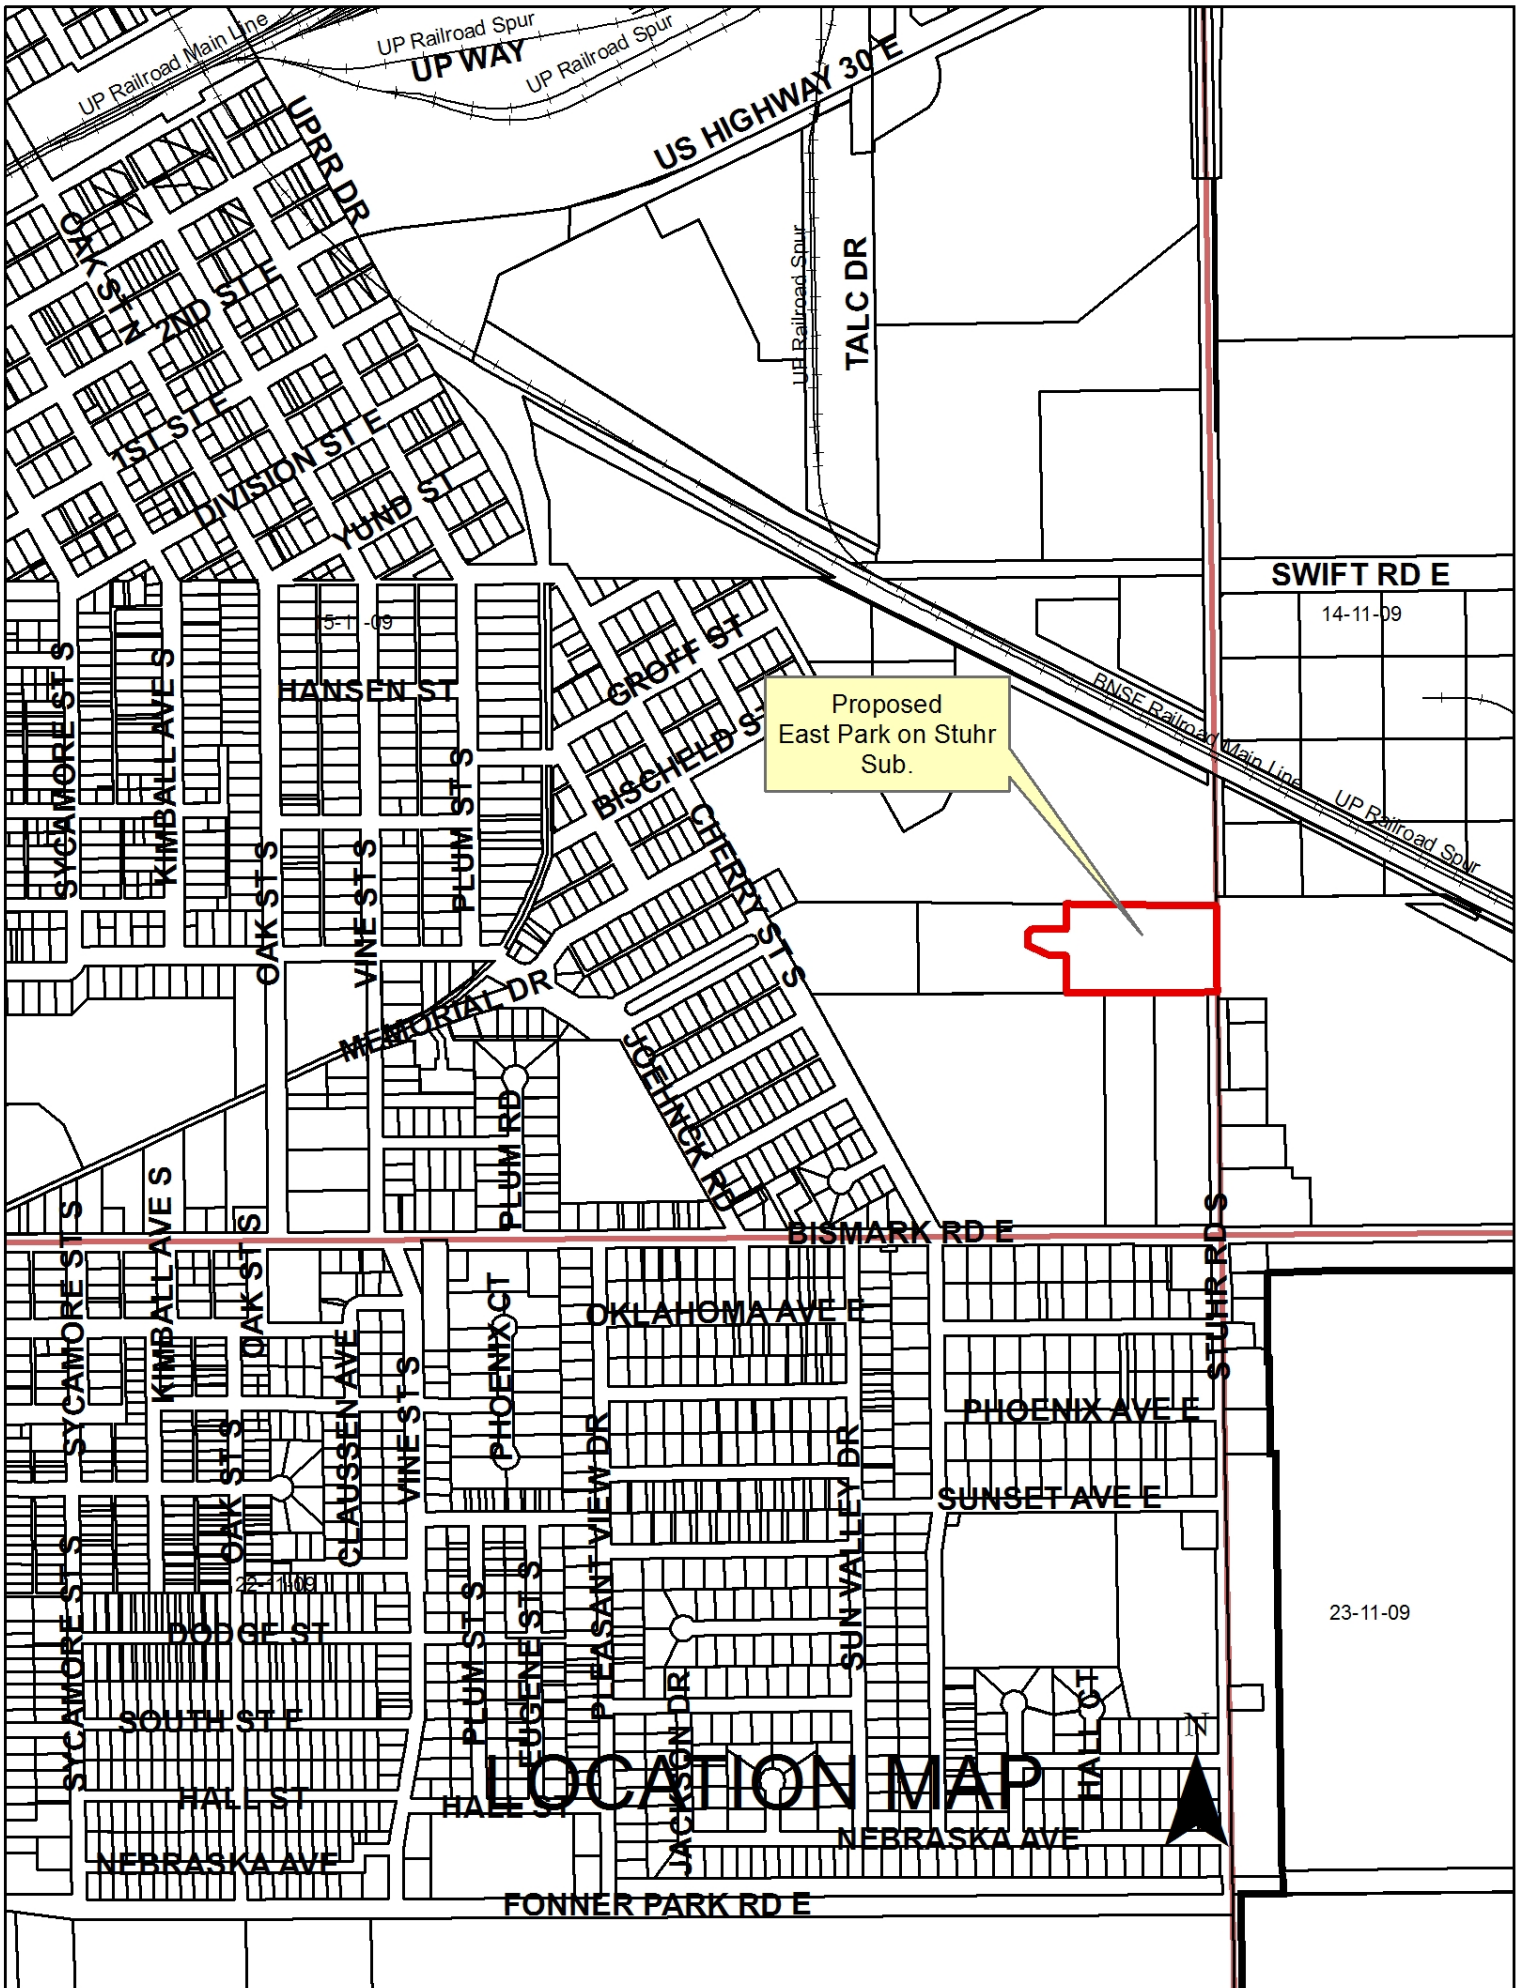 UP Railroad Main Line
UP Railroad Spur
UP WAY
UP Railroad Spur
US HIGHWAY 30 E
UPRR DR
OAK ST N
2ND ST E
UP Railroad Spur
TALC DR
1ST ST E
DIVISION ST E
YUND ST
SWIFT RD E
14-11-09
15-11-09
SYCAMORE ST S
KIMBALL AVE S
HANSEN ST
GROFF ST
BISCHELD ST
Proposed
East Park on Stuhr
Sub.
BNSF Railroad Main Line
UP Railroad Spur
OAK ST S
VINE ST S
PLUM ST S
CHERRY ST S
MEMORIAL DR
JOEHNCK RD
PLUM RD
SYCAMORE ST S
KIMBALL AVE S
OAK ST S
BISMARK RD E
STUHR RD S
PHOENIX CT
OKLAHOMA AVE E
CLAUSSEN AVE
VINE ST S
PHOENIX AVE E
OAK ST S
PLEASANT VIEW DR
SUN VALLEY DR
SUNSET AVE E
SYCAMORE ST S
22-11-09
23-11-09
DODGE ST
PLUM ST S
EUGENE ST S
JACKSON DR
HALL CT
SOUTH ST E
N
LOCATION MAP
HALL ST
HALL ST
NEBRASKA AVE
NEBRASKA AVE
FONNER PARK RD E